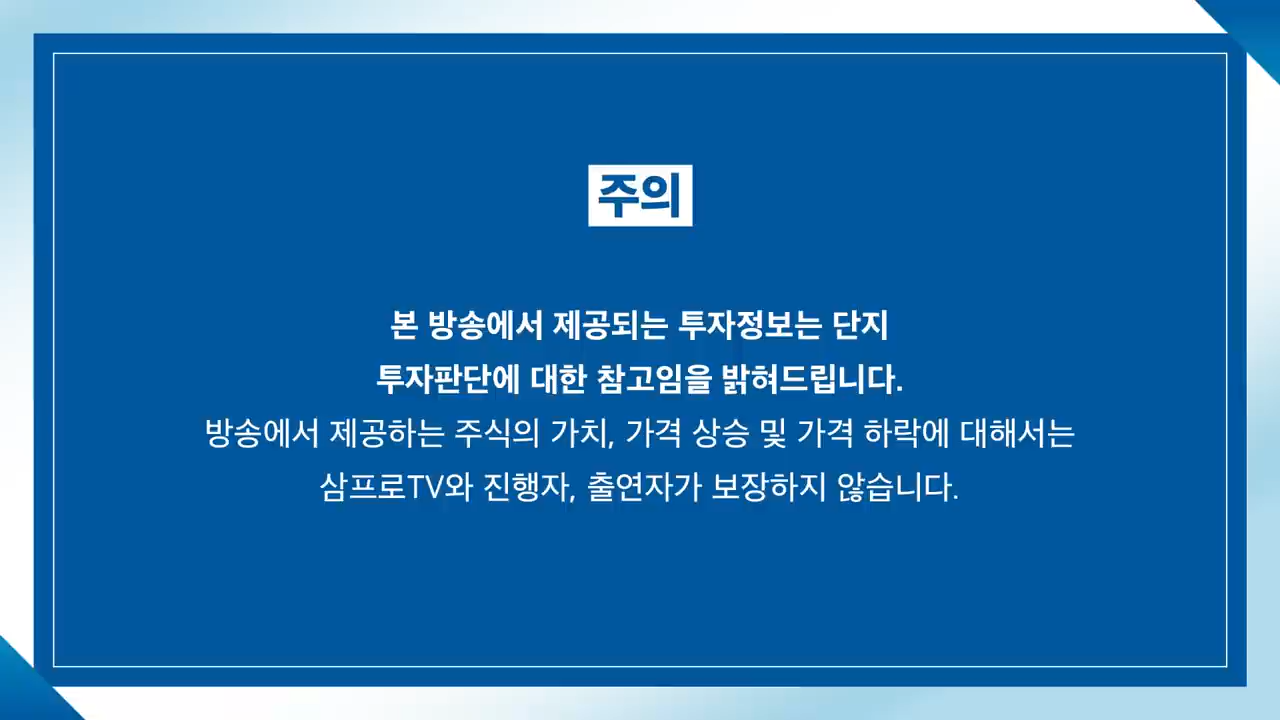 주의
본 방송에서 제공되는 투자정보는 단지
투자판단에 대한 참고임을 밝혀드립니다.
방송에서 제공하는 주식의 가치, 가격 상승 및 가격 하락에 대해서는
삼프로TV와 진행자, 출연자가 보장하지 않습니다.